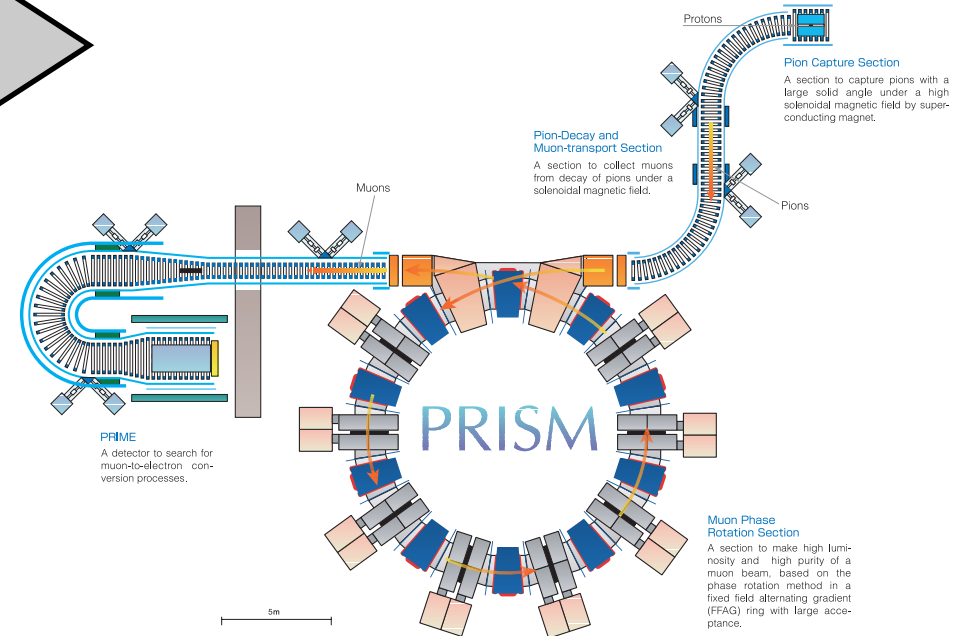 Protons
Pion Capture Section
A section to capture pions with a
large solid angle under a high
solenoidal magnetic field by super-
conducting magnet.
Pion-Decay and
Muon-transport Section
A section to collect muons
from decay of pions under a
solenoidal magnetic field.
Muons
Pions
PRISM
PRIME
A detector to search for
muon-to-electron con-
version processes.
Muon Phase
Rotation Section
A section to make high lumi-
nosity and high purity of a
muon beam, based on the
phase rotation method in a
fixed field alternating gradient
(FFAG) ring with large acce-
ptance.
5m